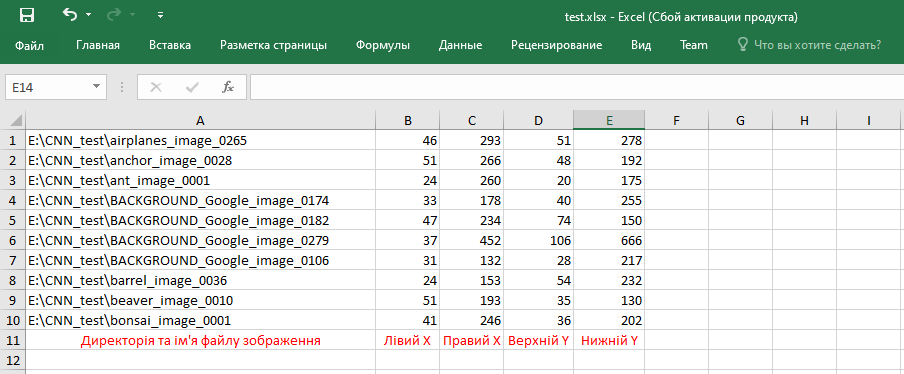 test.xlsx - Excel (Сбой активации продукта)
Файл Главная Вставка Разметка страницы Формулы Данные Рецензирование Вид Team Что вы хотите сделать?
E14 fx
A B C D E F G H I
1 E:\CNN_test\airplanes_image_0265 46 293 51 278
2 E:\CNN_test\anchor_image_0028 51 266 48 192
3 E:\CNN_test\ant_image_0001 24 260 20 175
4 E:\CNN_test\BACKGROUND_Google_image_0174 33 178 40 255
5 E:\CNN_test\BACKGROUND_Google_image_0182 47 234 74 150
6 E:\CNN_test\BACKGROUND_Google_image_0279 37 452 106 666
7 E:\CNN_test\BACKGROUND_Google_image_0106 31 132 28 217
8 E:\CNN_test\barrel_image_0036 24 153 54 232
9 E:\CNN_test\beaver_image_0010 51 193 35 130
10 E:\CNN_test\bonsai_image_0001 41 246 36 202
11 Директорія та ім'я файлу зображення Лівий X Правий X Верхній Y Нижній Y
12